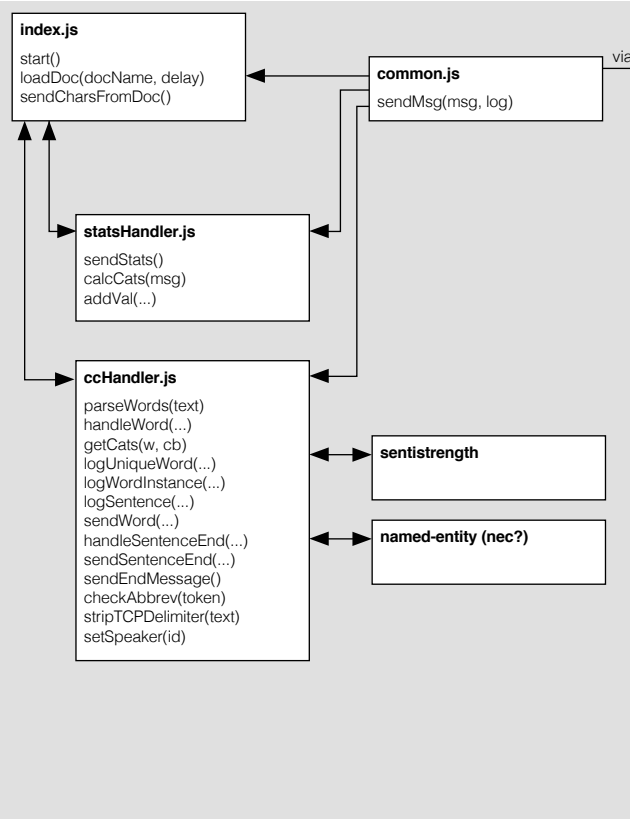 index.js
start()
loadDoc(docName, delay)
sendCharsFromDoc()
via
common.js
sendMsg(msg, log)
statsHandler.js
sendStats()
calcCats(msg)
addVal(...)
ccHandler.js
parseWords(text)
handleWord(...)
getCats(w, cb)
logUniqueWord(...)
logWordInstance(...)
logSentence(...)
sendWord(...)
handleSentenceEnd(...)
sendSentenceEnd(...)
sendEndMessage()
checkAbbrev(token)
stripTCPDelimiter(text)
setSpeaker(id)
sentistrength
named-entity (nec?)